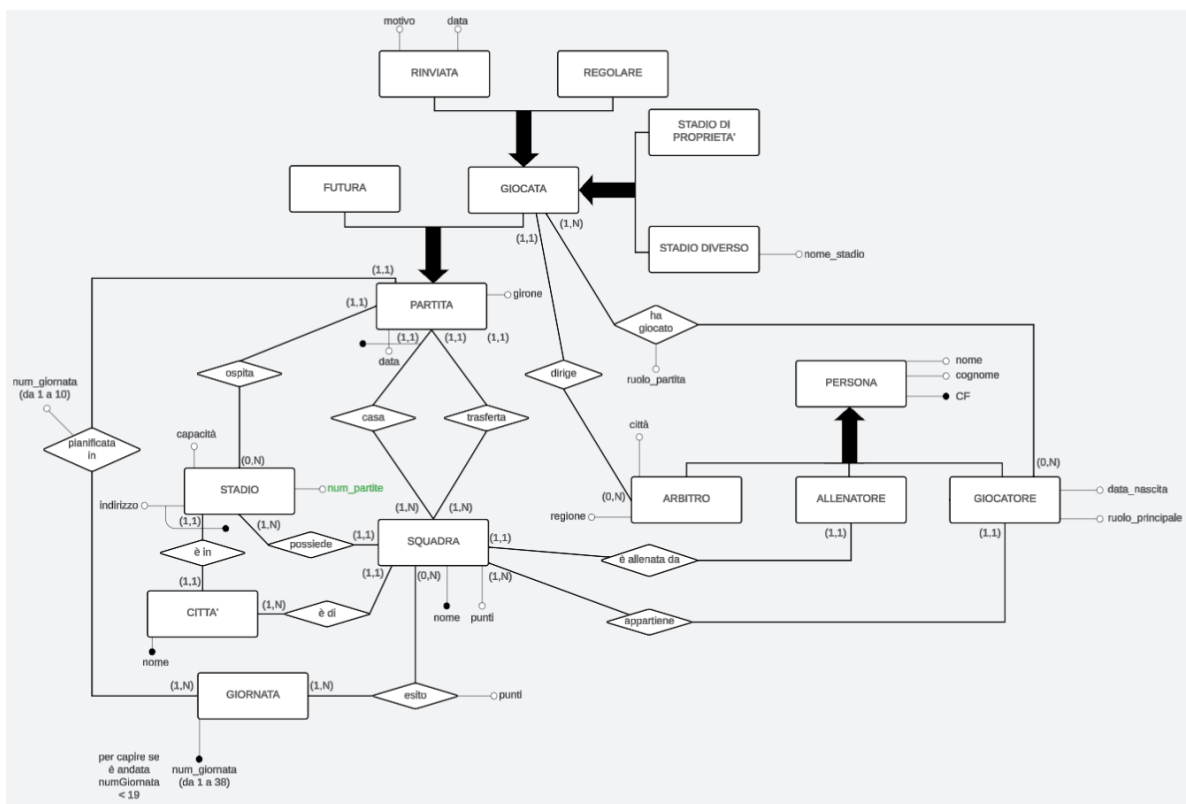 motivo
data
RINVIATA
REGOLARE
STADIO DI
PROPRIETA'
FUTURA
GIOCATA
(1,1)
(1,N)
STADIO DIVERSO
nome_stadio
(1,1)
(1,1)
PARTITA
girone
(1,1)
(1,1)
(1,1)
data
ha
giocato
ruolo_partita
ospita
dirige
num_giornata
(da 1 a 10)
casa
trasferta
PERSONA
nome
cognome
CF
pianificata
in
capacità
città
(0,N)
STADIO
num_partite
indirizzo
(1,1)
(1,N)
(1,N)
(1,N)
(0,N)
ARBITRO
regione
ALLENATORE
(0,N)
GIOCATORE
data_nascita
ruolo_principale
possiede
(1,1)
SQUADRA
(1,1)
è allenata da
(1,1)
(1,1)
è in
(1,1)
(0,N)
(1,N)
(1,1)
CITTA'
(1,N)
è di
nome
punti
appartiene
nome
(1,N)
GIORNATA
(1,N)
esito
punti
per capire se
è andata
numGiornata
< 19
num_giornata
(da 1 a 38)